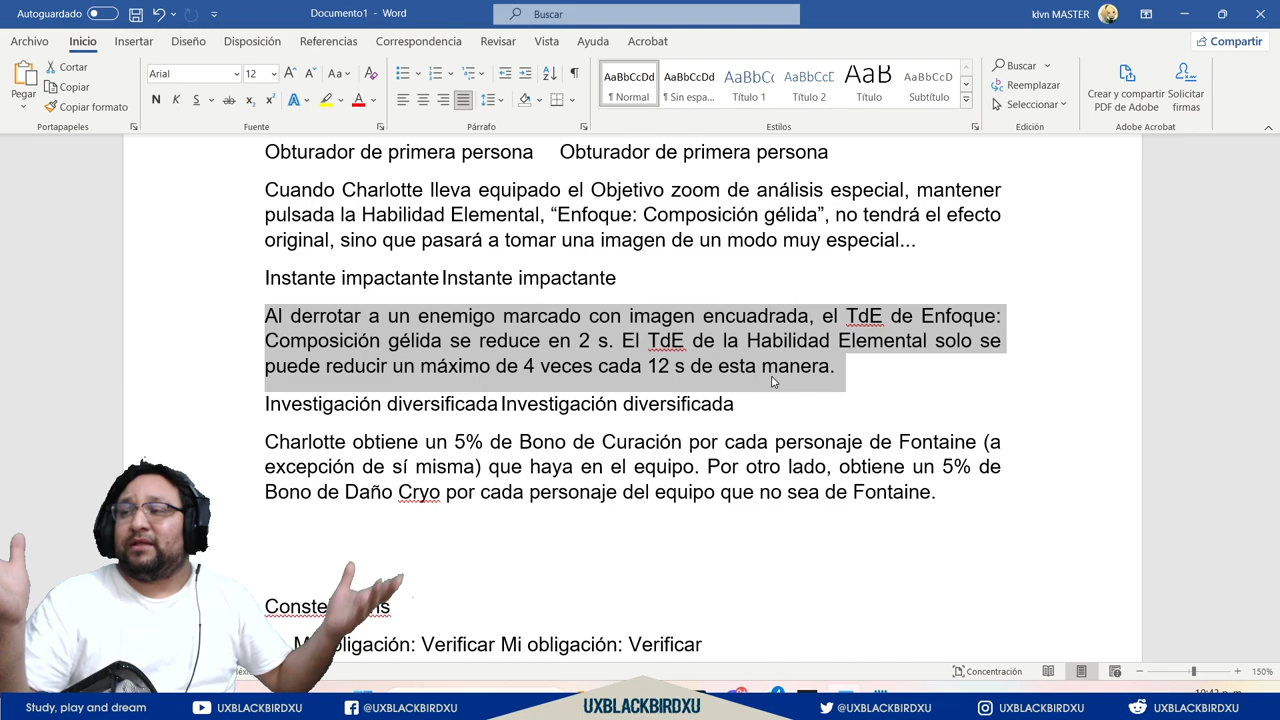 Autoguardado
Documento1 - Word
Buscar
klvn MASTER
Archivo Inicio Insertar Diseño Disposición Referencias Correspondencia Revisar Vista Ayuda Acrobat
Compartir
Pegar
Cortar
Copiar
Copiar formato
Portapapeles
Arial 12
N K S
Fuente
Párrafo
AaBbCcDd AaBbCcDd AaBbCc AaBbCcD AaB AaBbCcDd
¶ Normal ¶ Sin espa... Título 1 Título 2 Título Subtítulo
Estilos
Buscar
Reemplazar
Seleccionar
Edición
Crear y compartir PDF de Adobe
Solicitar firmas
Adobe Acrobat
Obturador de primera persona Obturador de primera persona
Cuando Charlotte lleva equipado el Objetivo zoom de análisis especial, mantener
pulsada la Habilidad Elemental, “Enfoque: Composición gélida”, no tendrá el efecto
original, sino que pasará a tomar una imagen de un modo muy especial...
Instante impactante Instante impactante
Al derrotar a un enemigo marcado con imagen encuadrada, el TdE de Enfoque:
Composición gélida se reduce en 2 s. El TdE de la Habilidad Elemental solo se
puede reducir un máximo de 4 veces cada 12 s de esta manera.
Investigación diversificada Investigación diversificada
Charlotte obtiene un 5% de Bono de Curación por cada personaje de Fontaine (a
excepción de sí misma) que haya en el equipo. Por otro lado, obtiene un 5% de
Bono de Daño Cryo por cada personaje del equipo que no sea de Fontaine.
Verificar Mi obligación: Verificar
Concentración
150%
Study, play and dream
@UXBLACKBIRDXU
@UXBLACKBIRDXU
UXBLACKBIRDXU
@UXBLACKBIRDXU
@UXBLACKBIRDXU
@UXBLACKBIRDXU